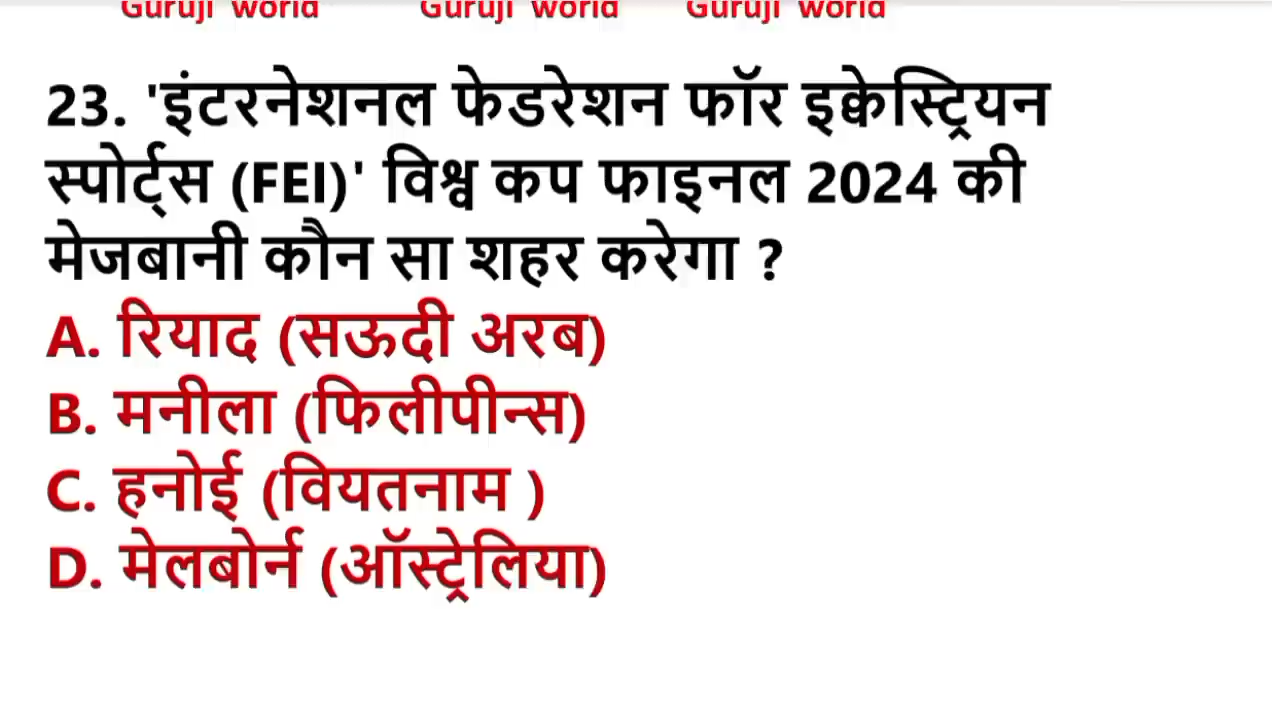 Guruji world Guruji world Guruji world
23. 'इंटरनेशनल फेडरेशन फॉर इक्वेस्ट्रियन
स्पोर्ट्स (FEI)' विश्व कप फाइनल 2024 की
मेजबानी कौन सा शहर करेगा ?
A. रियाद (सऊदी अरब)
B. मनीला (फिलीपीन्स)
C. हनोई (वियतनाम )
D. मेलबोर्न (ऑस्ट्रेलिया)